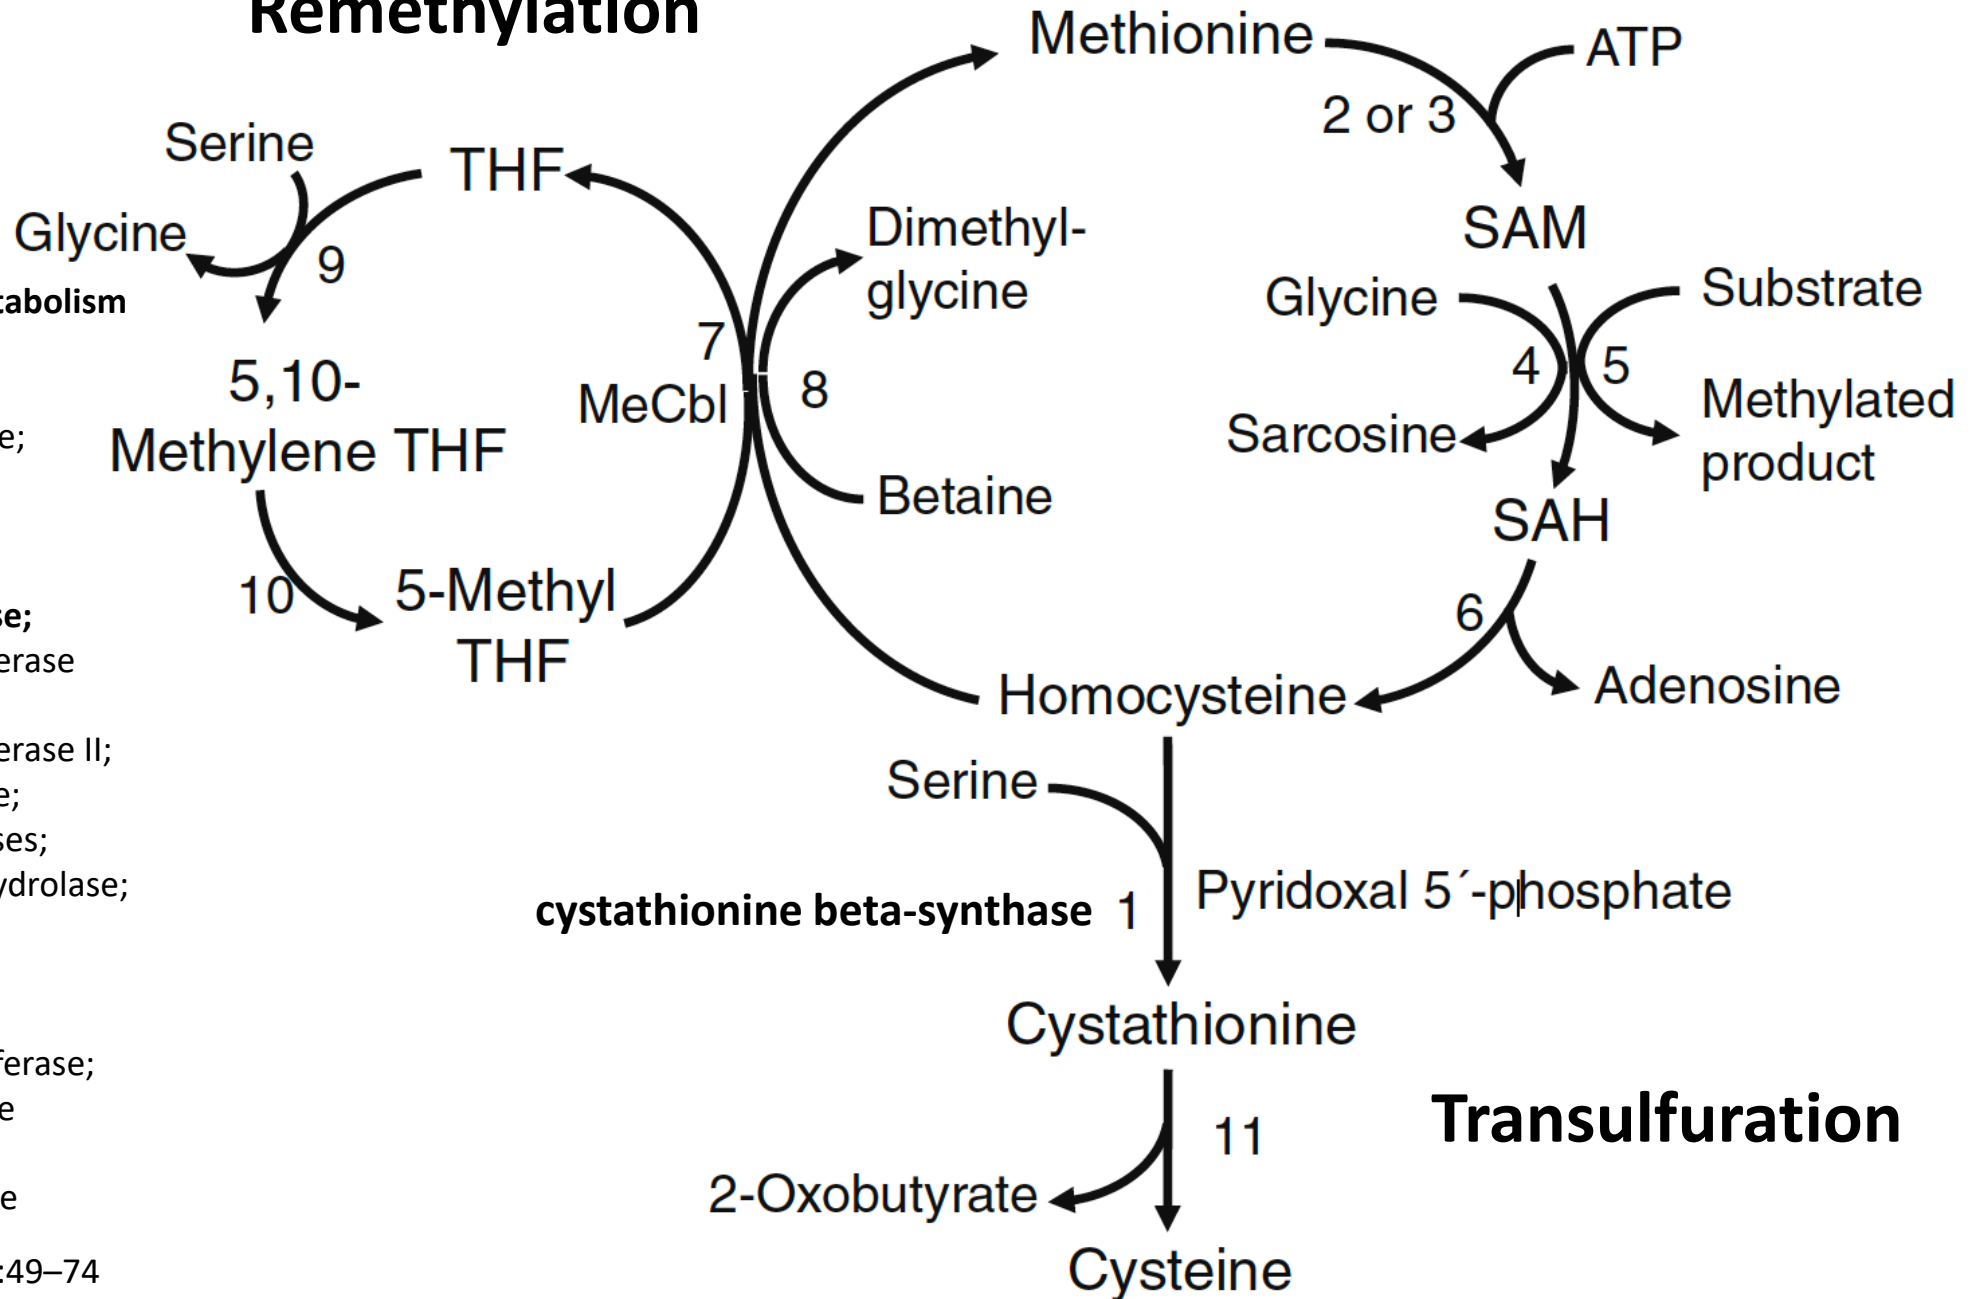 Remethylation
Methionine
ATP
2 or 3
Serine
THF
Glycine
9
SAM
Dimethyl-
glycine
tabolism
Glycine
Substrate
7
8
4
5
5,10-
Methylene THF
MeCbl
Sarcosine
Methylated
product
e;
Betaine
SAH
10
5-Methyl
THF
6
se;
erase
Homocysteine
Adenosine
erase II;
e;
ses;
ydrolase;
Serine
cystathionine beta-synthase
1
Pyridoxal 5´-phosphate
Cystathionine
ferase;
e
11
Transulfuration
2-Oxobutyrate
e
:49–74
Cysteine